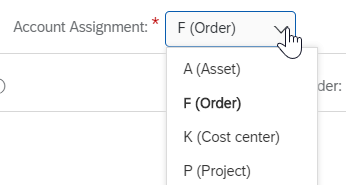 Account Assignment: * F (Order)
A (Asset)
der:
F (Order)
K (Cost center)
P (Project)